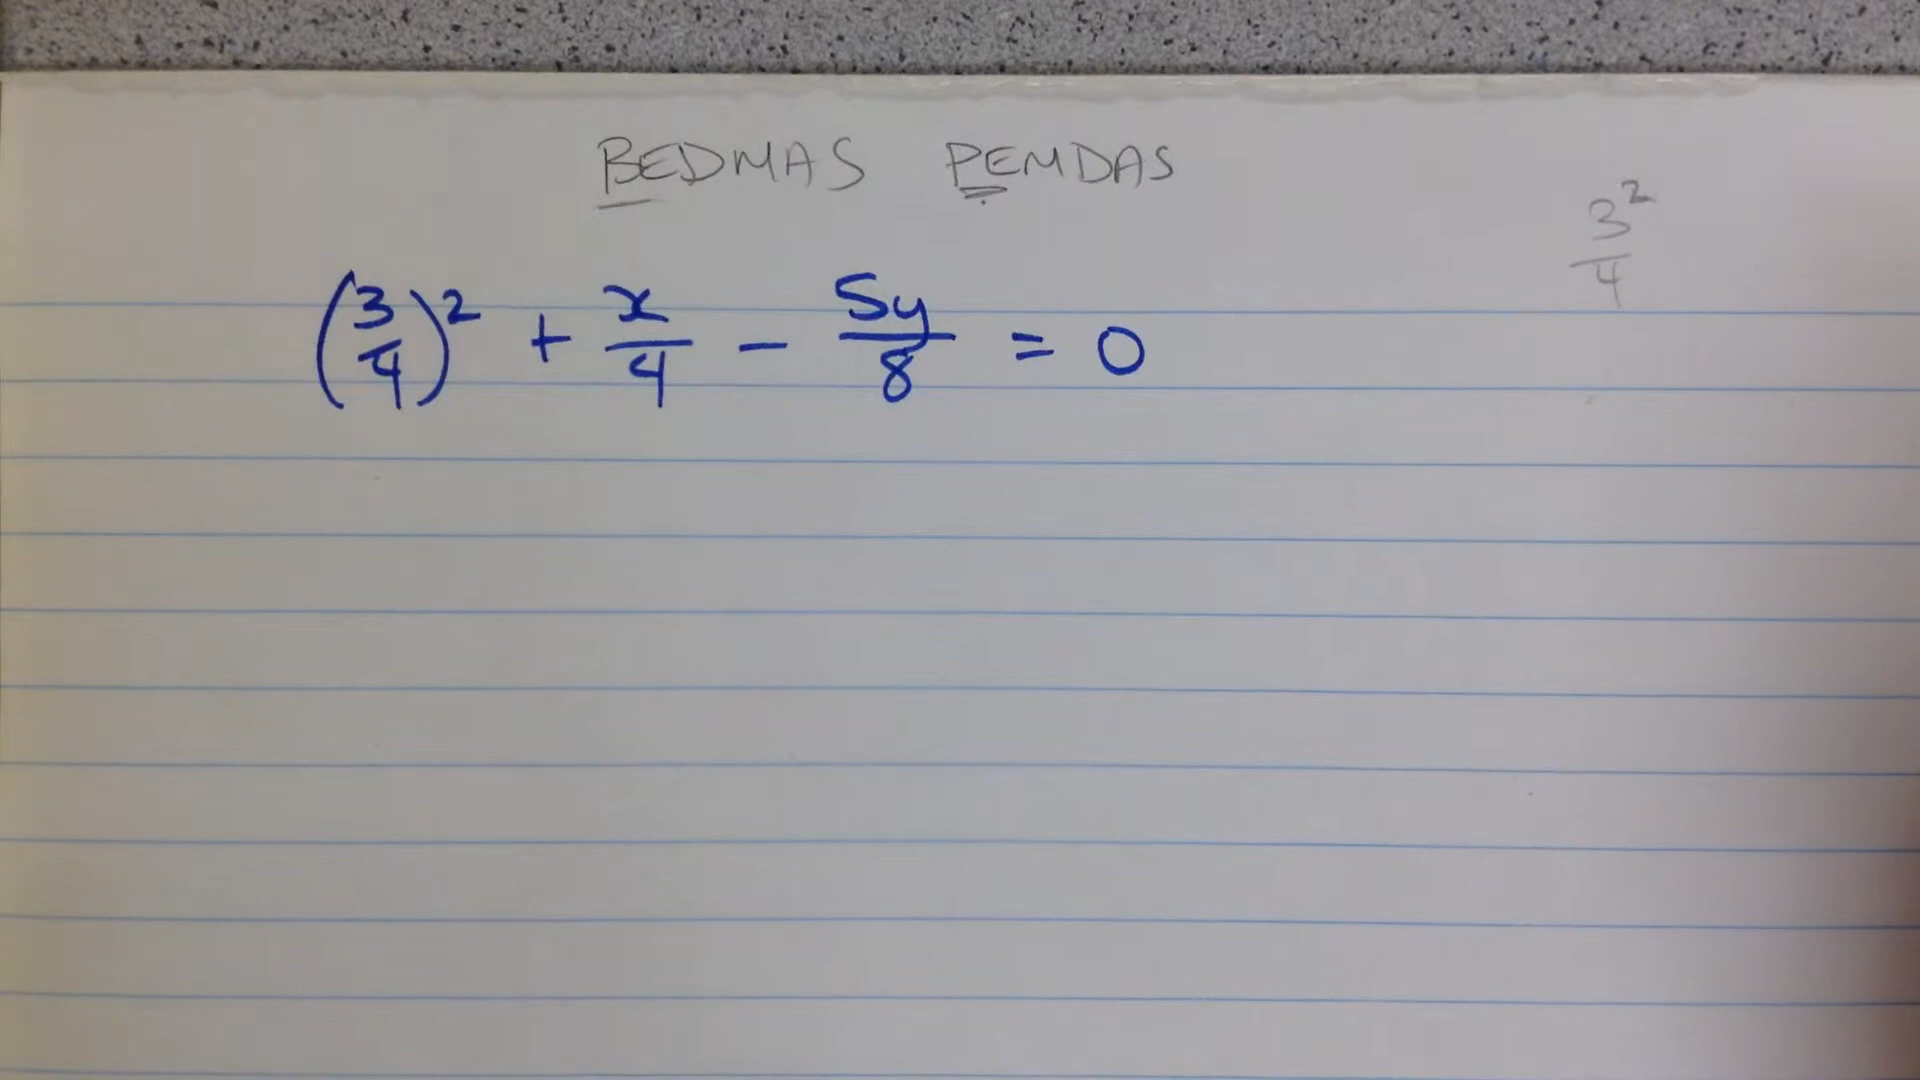 BEDMAS PEMDAS
3²/4
(3/4)² + x/4 - 5y/8 = 0